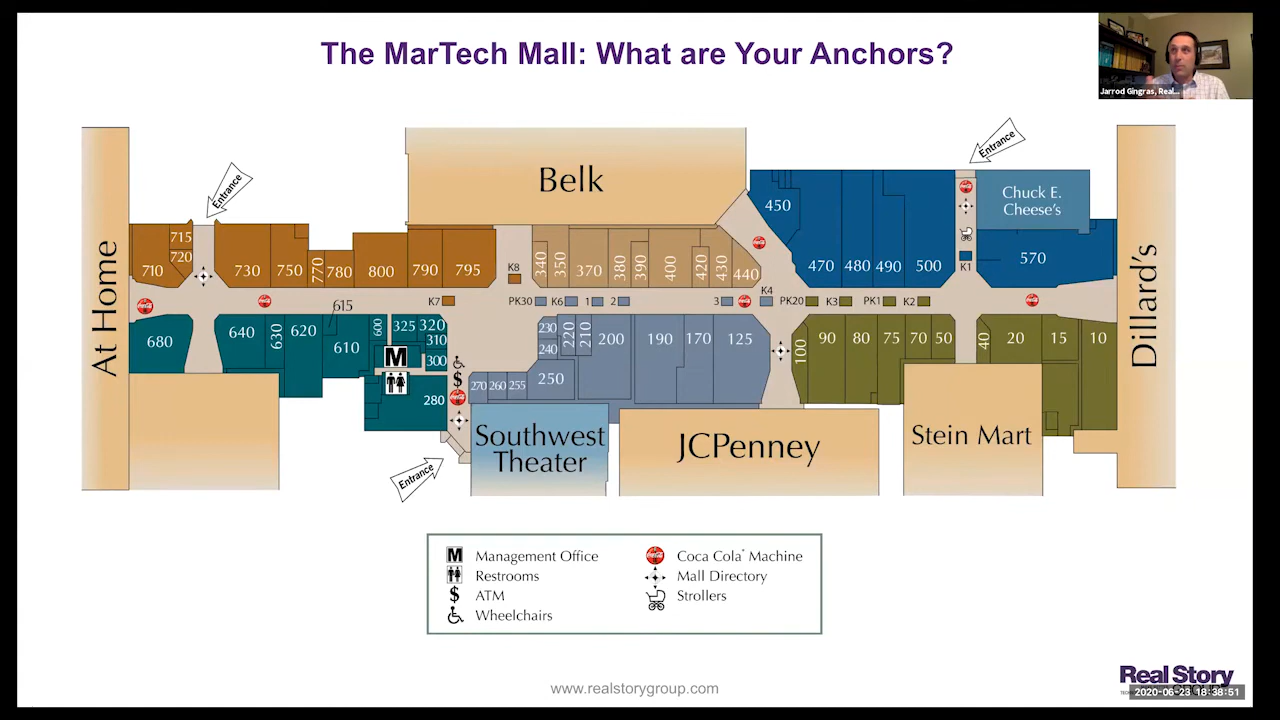 The MarTech Mall: What are Your Anchors?
Jarrod Gingras, Real...
Entrance
Entrance
Belk
Chuck E.
Cheese's
At Home
Dillard's
450
715
720
710
730
750
770
780
800
790
795
K8
340
350
370
380
390
400
420
430
440
470
480
490
500
K1
570
K7
PK30
K6
1
2
3
K4
PK20
K3
PK1
K2
615
680
640
630
620
610
600
325
320
310
300
M
280
230
240
220
210
200
190
170
125
100
90
80
75
70
50
40
20
15
10
270
260
255
250
$
Southwest
Theater
JCPenney
Stein Mart
Entrance
M Management Office
Restrooms
$ ATM
Wheelchairs
Coca Cola® Machine
Mall Directory
Strollers
www.realstorygroup.com
Real Story
2020-06-23 18:38:51